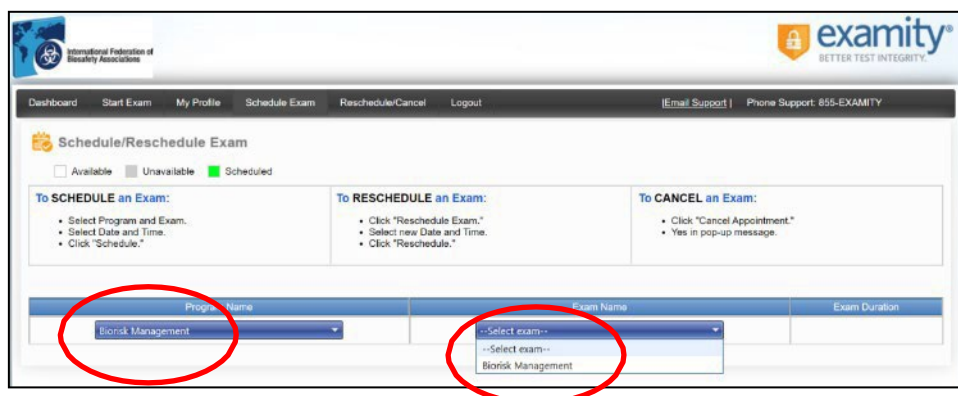 International Federation of
Biosafety Associations
examity®
BETTER TEST INTEGRITY.
Dashboard Start Exam My Profile Schedule Exam Reschedule/Cancel Logout |Email Support| Phone Support: 855-EXAMITY
Schedule/Reschedule Exam
Available Unavailable Scheduled
To SCHEDULE an Exam:
• Select Program and Exam.
• Select Date and Time.
• Click "Schedule."
To RESCHEDULE an Exam:
• Click "Reschedule Exam."
• Select new Date and Time.
• Click "Reschedule."
To CANCEL an Exam:
• Click "Cancel Appointment."
• Yes in pop-up message.
Program Name Exam Name Exam Duration
Biorisk Management --Select exam--
--Select exam--
Biorisk Management